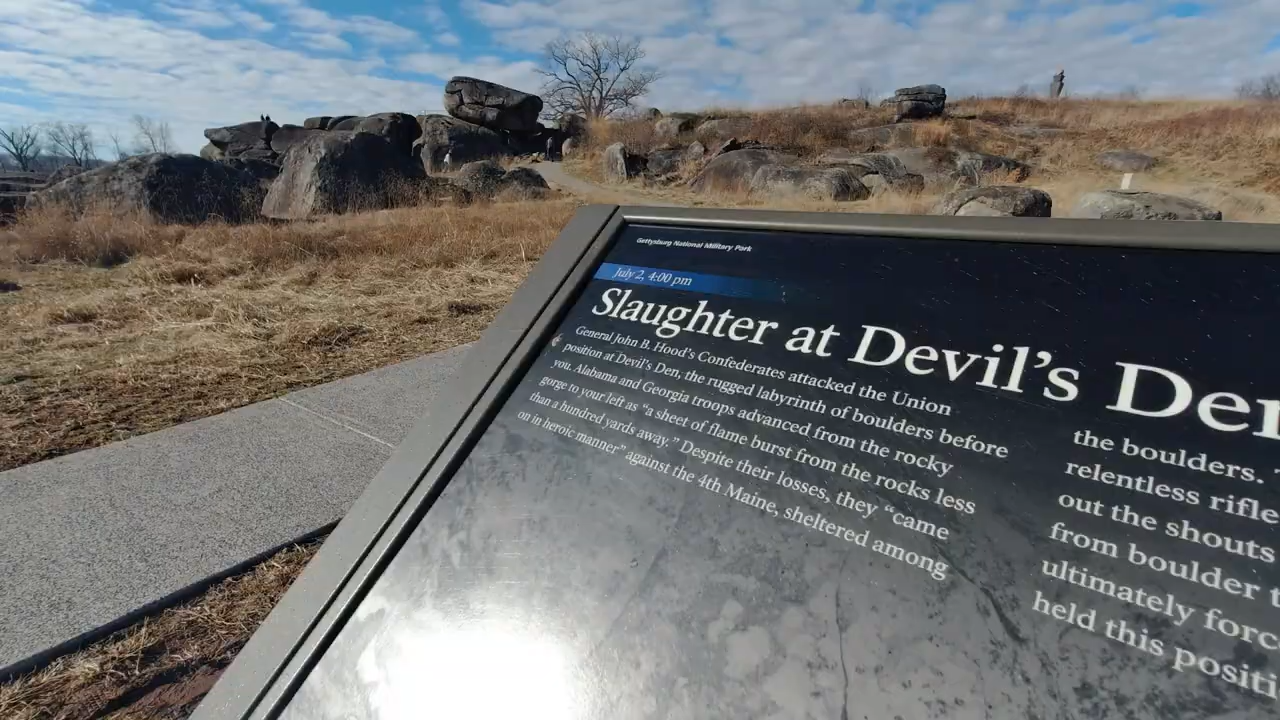 Gettysburg National Military Park
July 2, 4:00 pm
Slaughter at Devil's
General John B. Hood's Confederates attacked the Union
position at Devil's Den, the rugged labyrinth of boulders before
you. Alabama and Georgia troops advanced from the rocky
gorge to your left as "a sheet of flame burst from the rocks less
than a hundred yards away." Despite their losses, they "came
on in heroic manner" against the 4th Maine, sheltered among
the boulders.
relentless rifle
out the shouts
from boulder
ultimately
held this